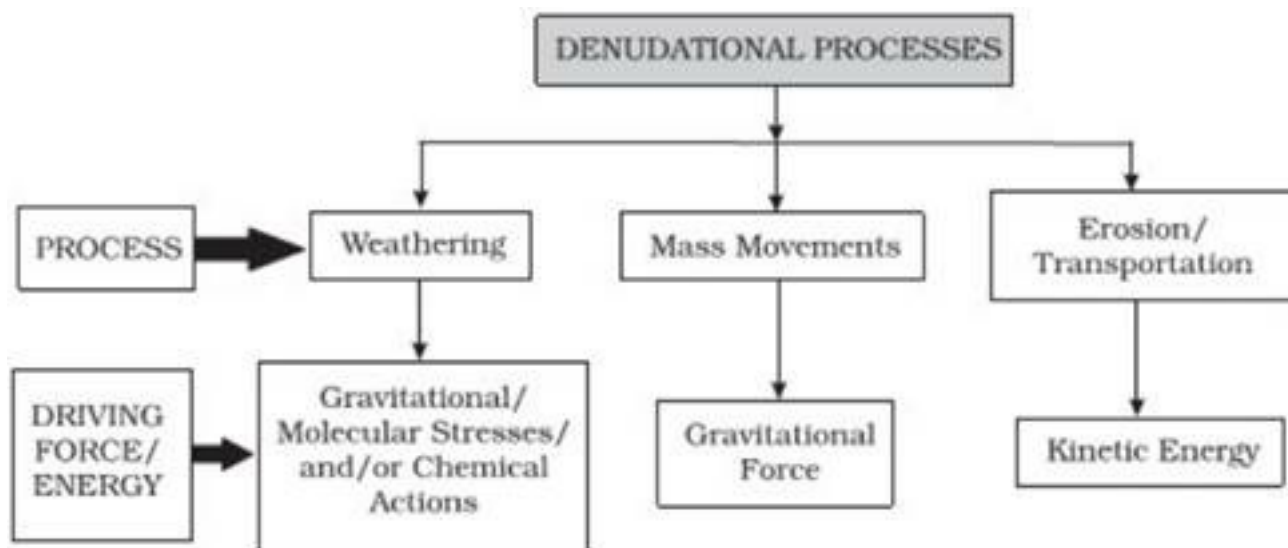 DENUDATIONAL PROCESSES
PROCESS
Weathering
Mass Movements
Erosion/
Transportation
DRIVING
FORCE/
ENERGY
Gravitational/
Molecular Stresses/
and/or Chemical
Actions
Gravitational
Force
Kinetic Energy